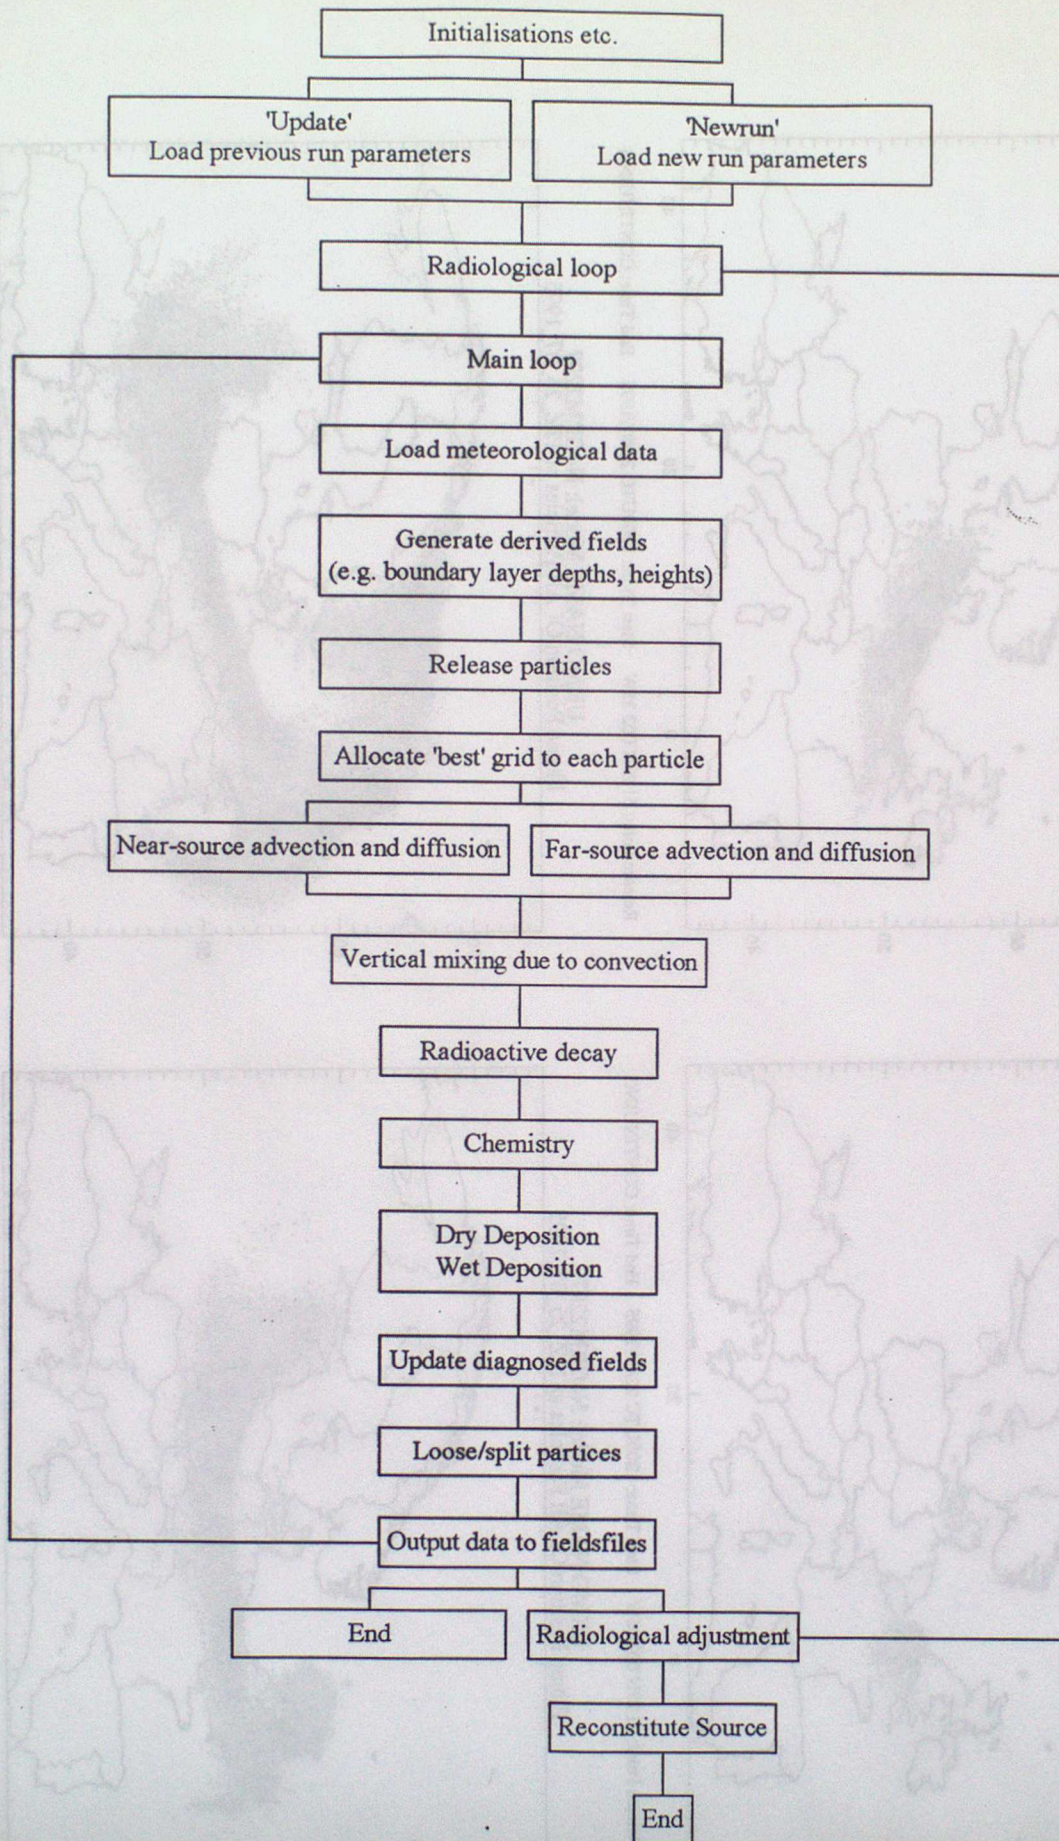 Initialisations etc.
'Update'
Load previous run parameters
'Newrun'
Load new run parameters
Radiological loop
Main loop
Load meteorological data
Generate derived fields
(e.g. boundary layer depths, heights)
Release particles
Allocate 'best' grid to each particle
Near-source advection and diffusion
Far-source advection and diffusion
Vertical mixing due to convection
Radioactive decay
Chemistry
Dry Deposition
Wet Deposition
Update diagnosed fields
Loose/split partices
Output data to fieldsfiles
End
Radiological adjustment
Reconstitute Source
End